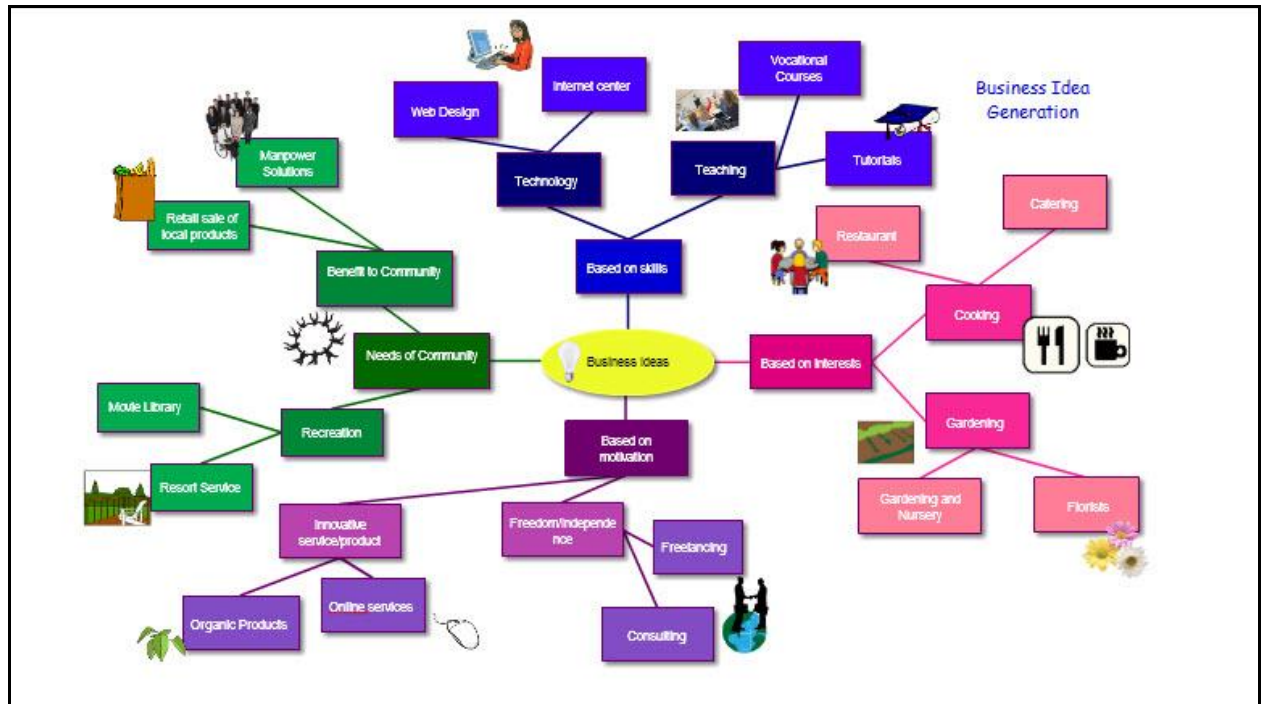 Business Idea
Generation
Vocational
Courses
Internet center
Web Design
Tutorials
Teaching
Technology
Manpower
Solutions
Retail sale of
local products
Benefit to Community
Based on skills
Catering
Restaurant
Cooking
Needs of Community
Business Ideas
Based on Interests
Movie Library
Recreation
Resort Service
Based on
motivation
Gardening
Gardening and
Nursery
Florists
Innovative
service/product
Freedom/Independe
nce
Freelancing
Organic Products
Online services
Consulting